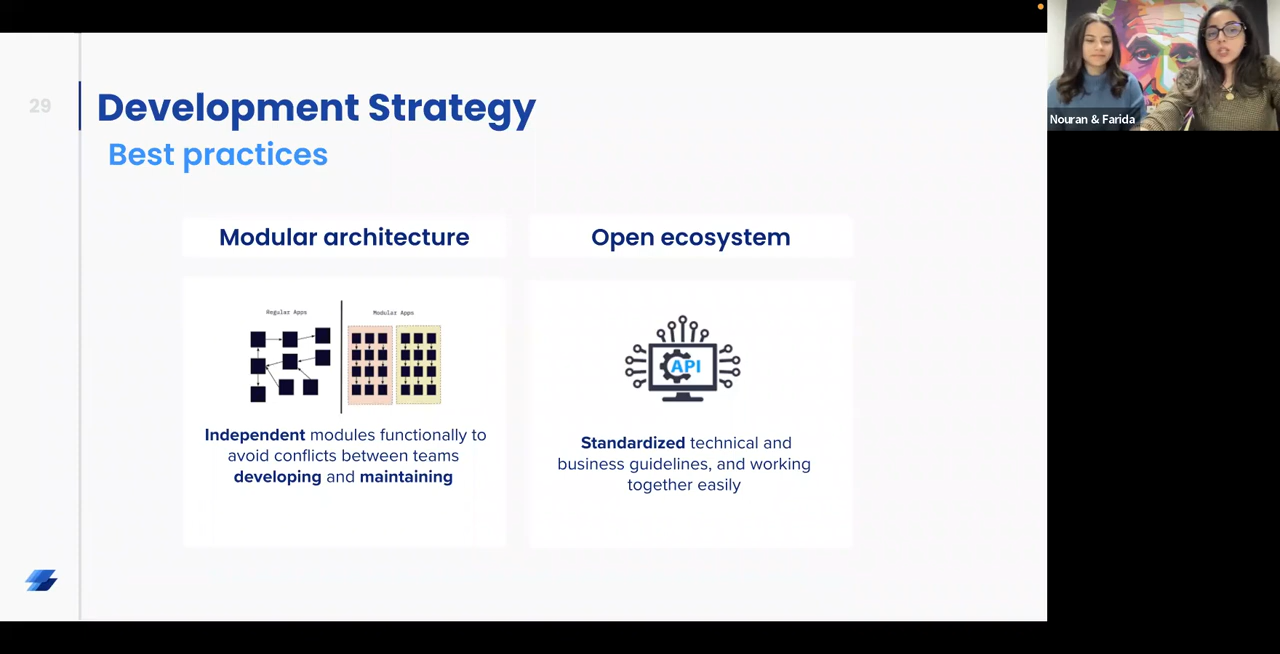 29
Development Strategy
Best practices
Modular architecture
Regular Apps
Modular Apps
Independent modules functionally to
avoid conflicts between teams
developing and maintaining
Open ecosystem
API
Standardized technical and
business guidelines, and working
together easily
Nouran & Farida